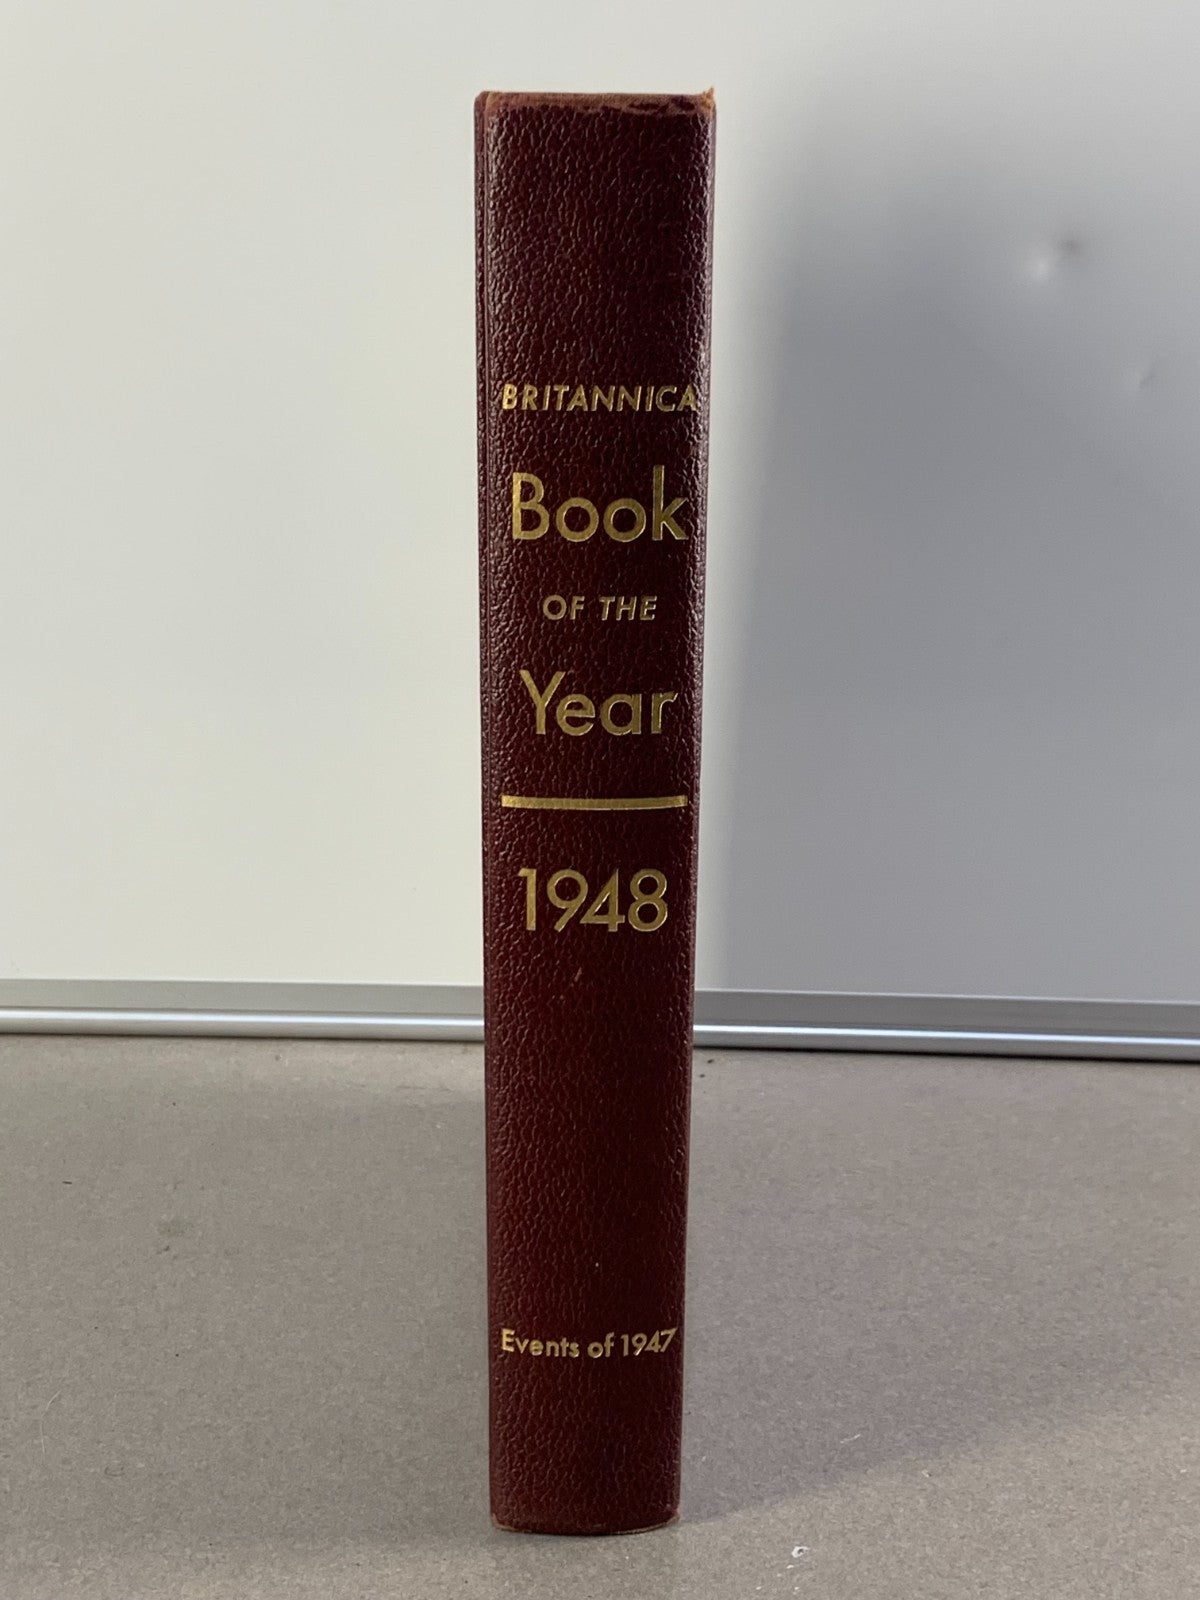 BRITANNICA
Book
OF THE
Year
1948
Events of 1947